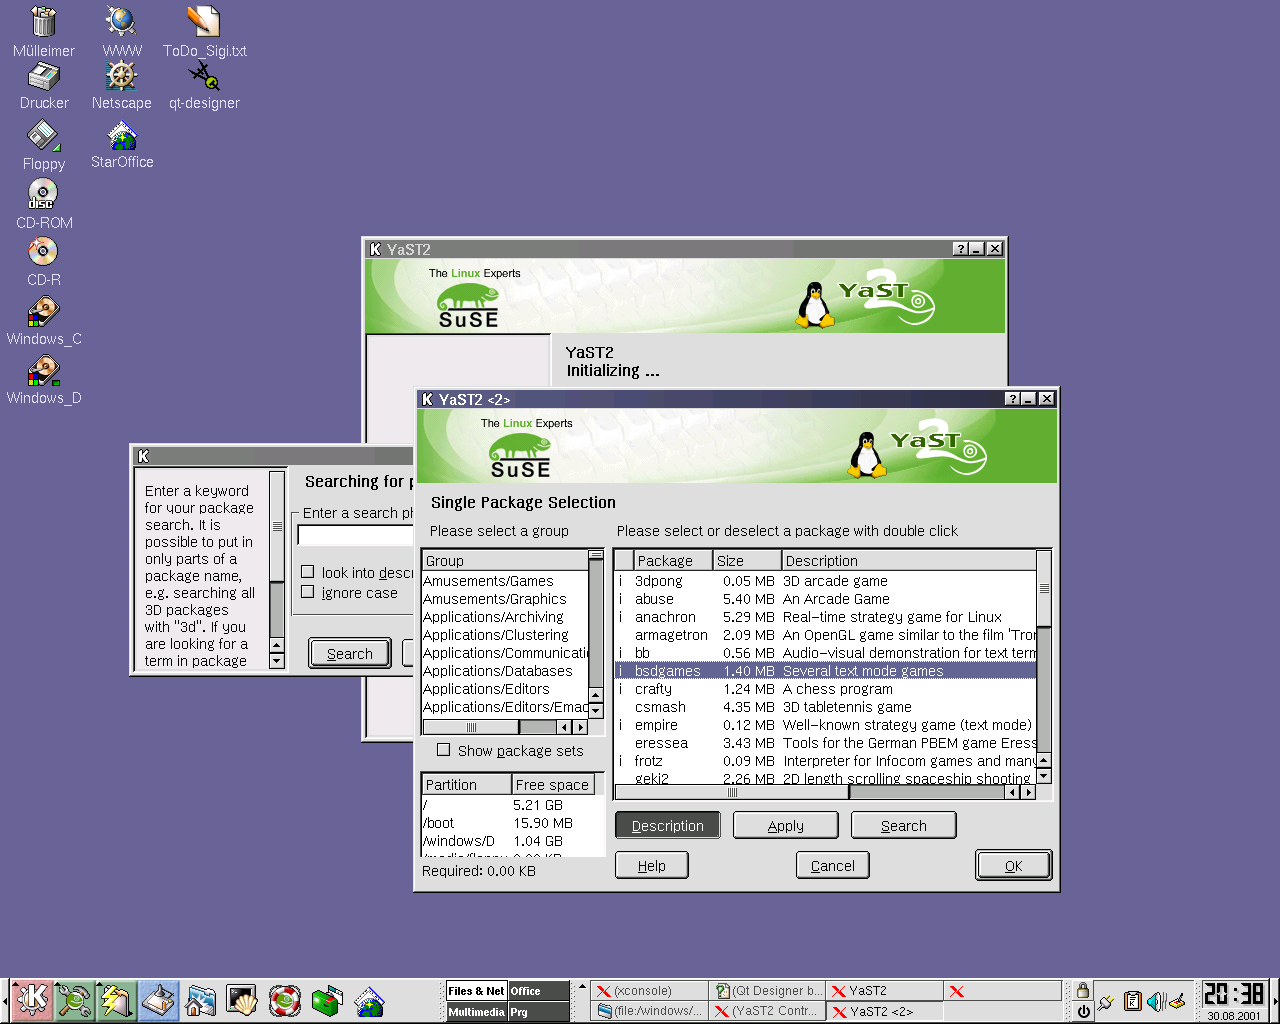 Mülleimer
WWW
ToDo_Sigi.txt
Drucker
Netscape
qt-designer
Floppy
StarOffice
disc
CD-ROM
CD-R
Windows_C
Windows_D
YaST2
The Linux Experts
SuSE
YaST
2
YaST2
Initializing ...
Enter a keyword
for your package
search. It is
possible to put in
only parts of a
package name,
e.g. searching all
3D packages
with "3d". If you
are looking for a
term in package
Searching for
Enter a search
look into
ignore case
Search
YaST2 <2>
The Linux Experts
SuSE
YaST
2
Single Package Selection
Please select a group
Please select or deselect a package with double click
Group
Amusements/Games
Amusements/Graphics
Applications/Archiving
Applications/Clustering
Applications/Communicati
Applications/Databases
Applications/Editors
Applications/Editors/Emac
Show package sets
Partition Free space
/ 5.21 GB
/boot 15.90 MB
/windows/D 1.04 GB
/media/floppy 0.00 KB
Required: 0.00 KB
Package Size Description
i 3dpong 0.05 MB 3D arcade game
i abuse 5.40 MB An Arcade Game
i anachron 5.29 MB Real-time strategy game for Linux
armagetron 2.09 MB An OpenGL game similar to the film 'Tron
i bb 0.56 MB Audio-visual demonstration for text term
i bsdgames 1.40 MB Several text mode games
i crafty 1.24 MB A chess program
csmash 4.35 MB 3D tabletennis game
i empire 0.12 MB Well-known strategy game (text mode)
eressea 3.43 MB Tools for the German PBEM game Eress
i frotz 0.09 MB Interpreter for Infocom games and many
geki2 2.26 MB 2D length scrolling spaceship shooting
Description
Apply
Search
Help
Cancel
OK
Files & Net
Office
Multimedia
Prg
(xconsole)
(Qt Designer b...
YaST2
(file:/windows/...
(YaST2 Contr...
YaST2 <2>
20:38
30.08.2001